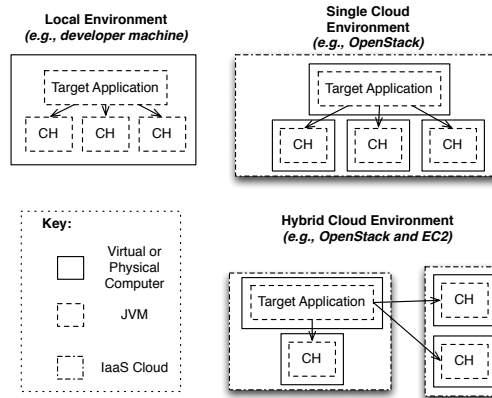 Local Environment
(e.g., developer machine)
Target Application
CH CH CH
Single Cloud
Environment
(e.g., OpenStack)
Target Application
CH CH CH
Key:
Virtual or
Physical
Computer
JVM
IaaS Cloud
Hybrid Cloud Environment
(e.g., OpenStack and EC2)
Target Application
CH
CH
CH